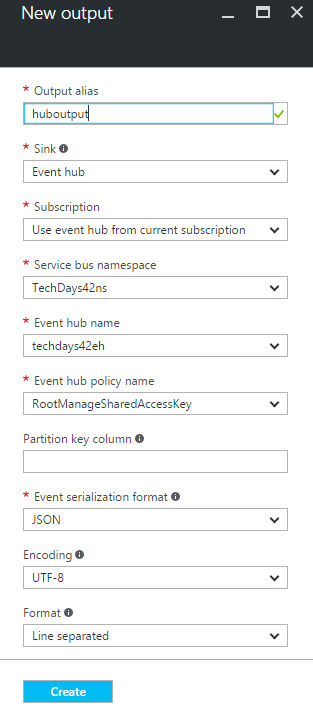 New output
* Output alias
huboutput
* Sink
Event hub
* Subscription
Use event hub from current subscription
* Service bus namespace
TechDays42ns
* Event hub name
techdays42eh
* Event hub policy name
RootManageSharedAccessKey
Partition key column
* Event serialization format
JSON
Encoding
UTF-8
Format
Line separated
Create